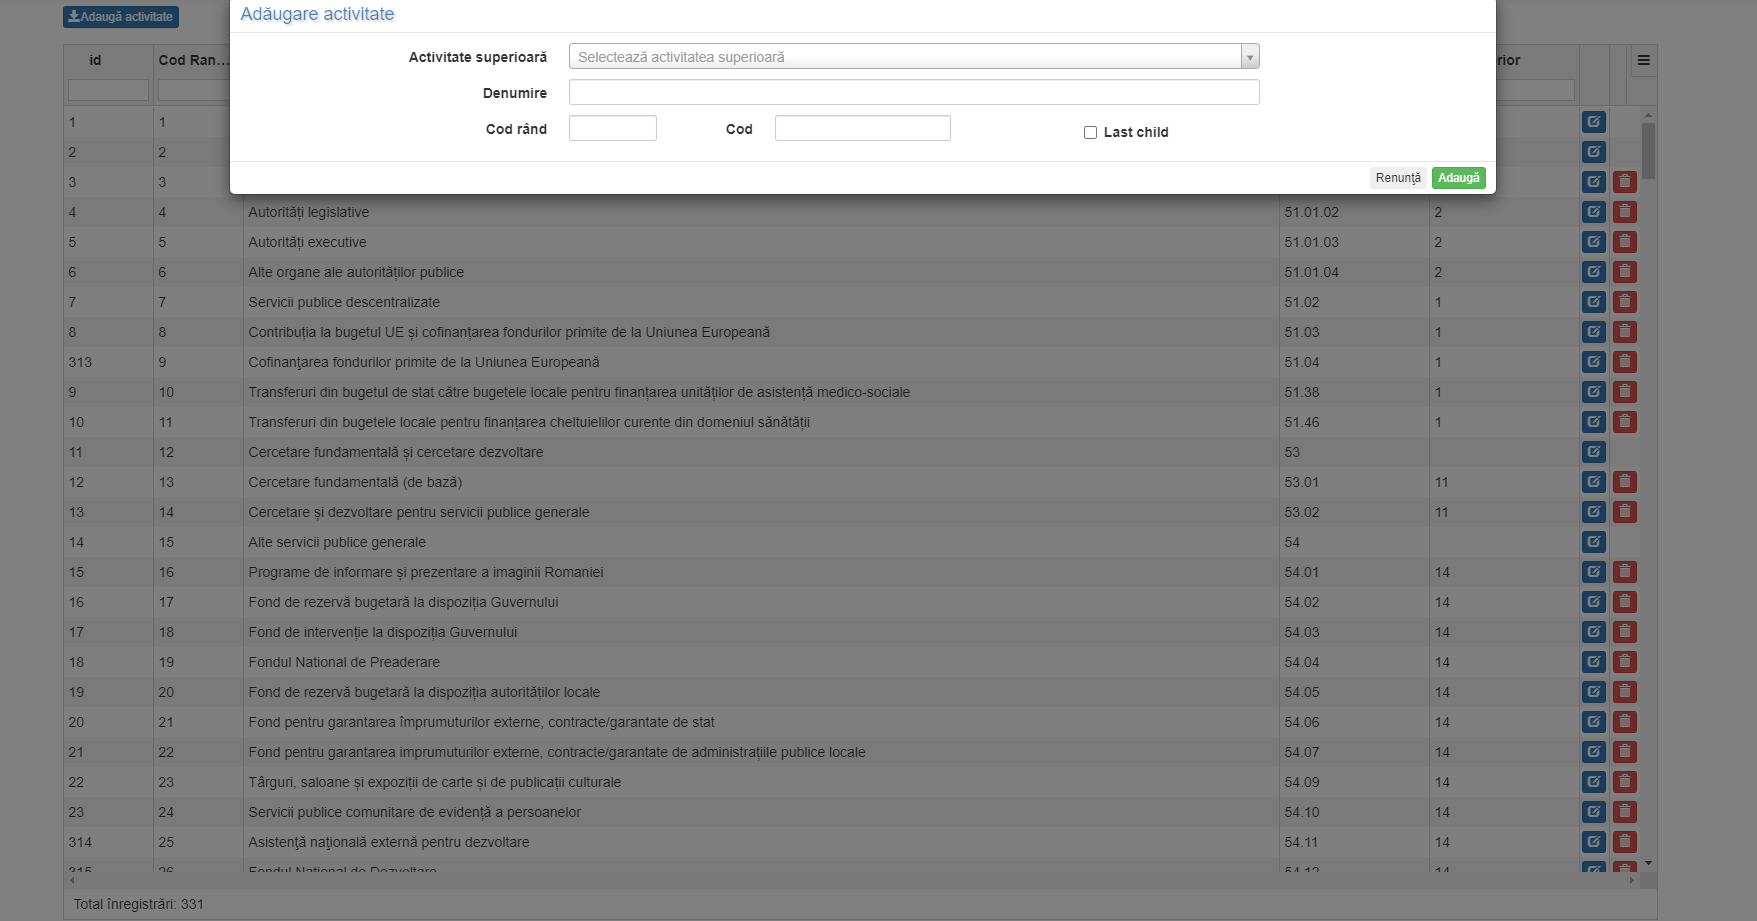 Adăugare activitate
Adaugă activitate
Activitate superioară Selectează activitatea superioară
Denumire
Cod rând Cod Last child
Renunță Adaugă
id Cod Ran... rior
1 1
2 2
3 3
4 4 Autorități legislative 51.01.02 2
5 5 Autorități executive 51.01.03 2
6 6 Alte organe ale autorităților publice 51.01.04 2
7 7 Servicii publice descentralizate 51.02 1
8 8 Contribuția la bugetul UE și cofinanțarea fondurilor primite de la Uniunea Europeană 51.03 1
313 9 Cofinanţarea fondurilor primite de la Uniunea Europeană 51.04 1
9 10 Transferuri din bugetul de stat către bugetele locale pentru finanțarea unităților de asistență medico-sociale 51.38 1
10 11 Transferuri din bugetele locale pentru finanțarea cheltuielilor curente din domeniul sănătății 51.46 1
11 12 Cercetare fundamentală și cercetare dezvoltare 53
12 13 Cercetare fundamentală (de bază) 53.01 11
13 14 Cercetare și dezvoltare pentru servicii publice generale 53.02 11
14 15 Alte servicii publice generale 54
15 16 Programe de informare și prezentare a imaginii Romaniei 54.01 14
16 17 Fond de rezervă bugetară la dispoziția Guvernului 54.02 14
17 18 Fond de intervenție la dispoziția Guvernului 54.03 14
18 19 Fondul National de Preaderare 54.04 14
19 20 Fond de rezervă bugetară la dispoziția autorităților locale 54.05 14
20 21 Fond pentru garantarea împrumuturilor externe, contracte/garantate de stat 54.06 14
21 22 Fond pentru garantarea imprumuturilor externe, contracte/garantate de administrațiile publice locale 54.07 14
22 23 Târguri, saloane și expoziții de carte și de publicații culturale 54.09 14
23 24 Servicii publice comunitare de evidență a persoanelor 54.10 14
314 25 Asistenţă naţională externă pentru dezvoltare 54.11 14
315 26 Fondul National de Dezvoltare 54.12 14
Total înregistrări: 331